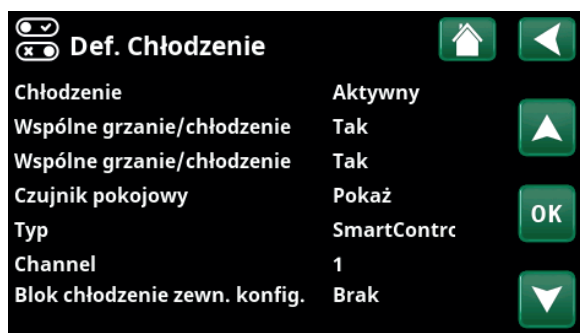 Def. Chłodzenie
Chłodzenie Aktywny
Wspólne grzanie/chłodzenie Tak
Wspólne grzanie/chłodzenie Tak
Czujnik pokojowy Pokaż
Typ SmartContrc
Channel 1
Blok chłodzenie zewn. konfig. Brak
OK